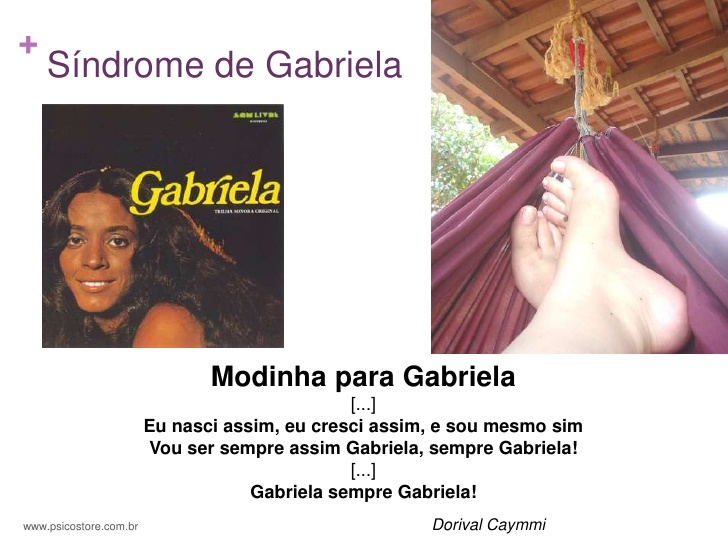 +
Síndrome de Gabriela
SOM LIVRE
Gabriela
TRILHA SONORA ORIGINAL
Modinha para Gabriela
[...]
Eu nasci assim, eu cresci assim, e sou mesmo sim
Vou ser sempre assim Gabriela, sempre Gabriela!
[...]
Gabriela sempre Gabriela!
www.psicostore.com.br
Dorival Caymmi